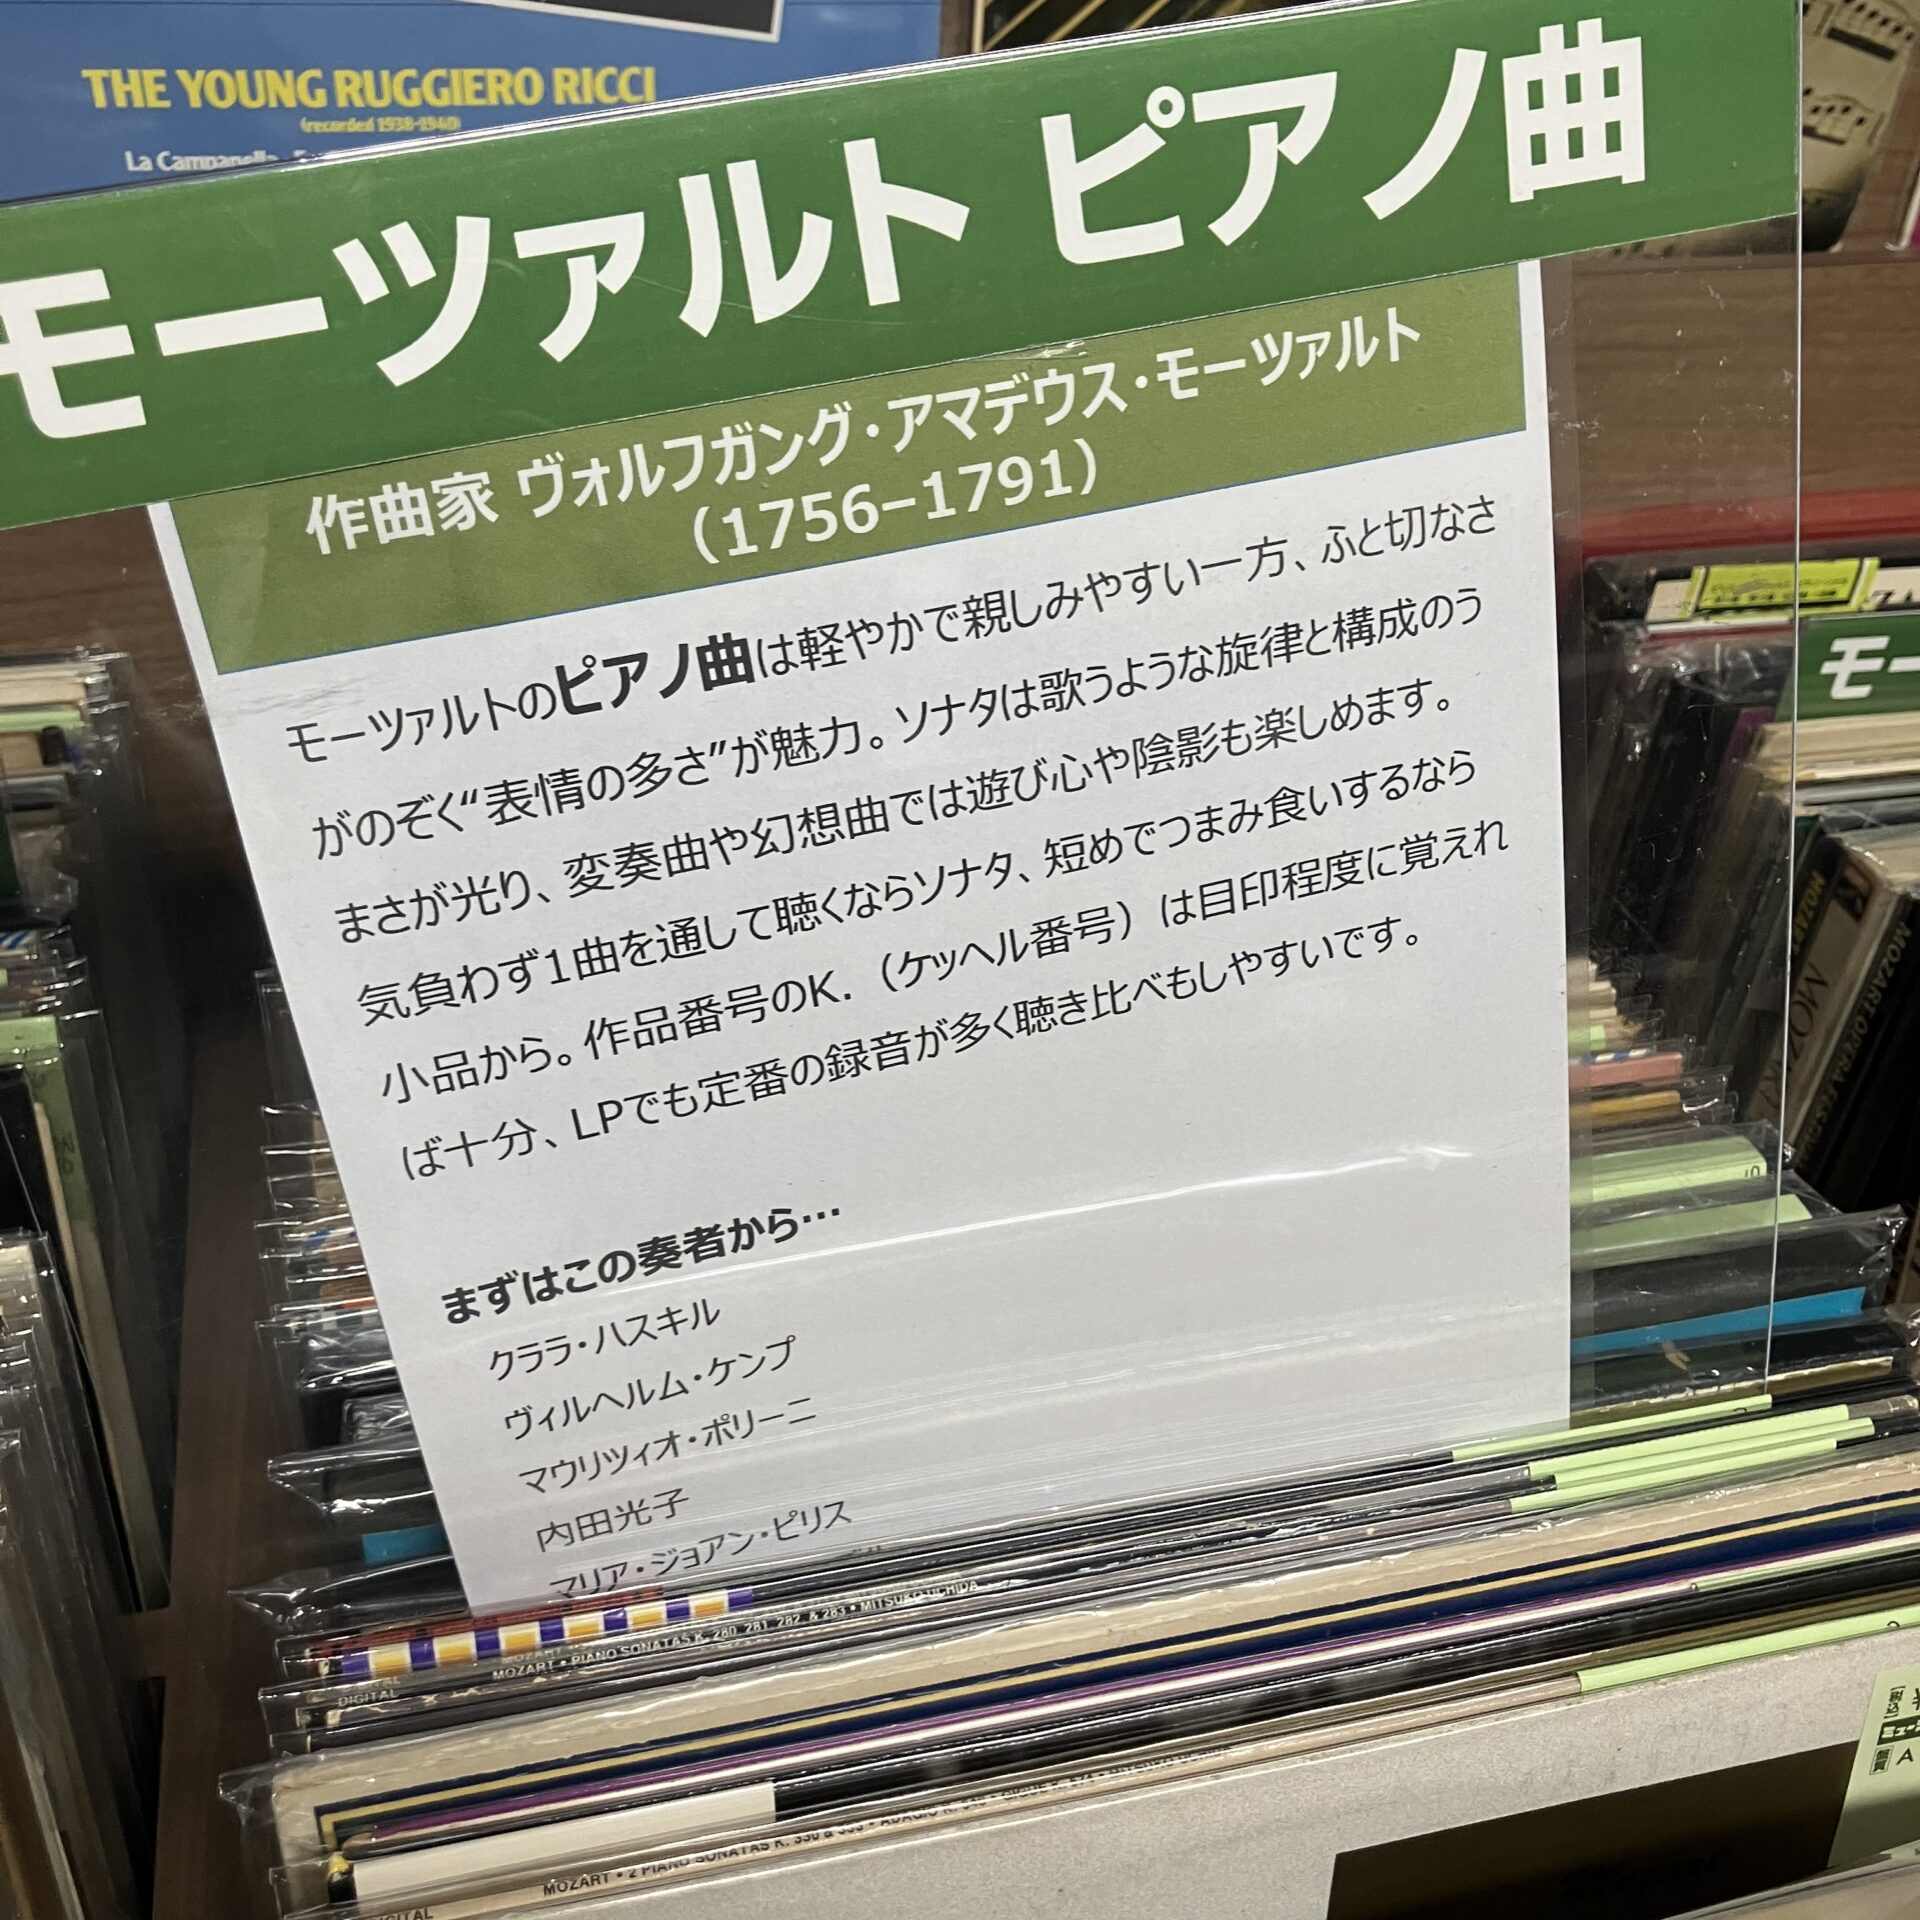 THE YOUNG RUGGIERO RICCI
(recorded 1938-1940)
La Campanella
モーツァルト ピアノ曲
作曲家 ヴォルフガング・アマデウス・モーツァルト
（1756–1791）
モーツァルトのピアノ曲は軽やかで親しみやすい一方、ふと切なさ
がのぞく“表情の多さ”が魅力。ソナタは歌うような旋律と構成のう
まさが光り、変奏曲や幻想曲では遊び心や陰影も楽しめます。
気負わず1曲を通して聴くならソナタ、短めでつまみ食いするなら
小品から。作品番号のK.（ケッヘル番号）は目印程度に覚えれ
ば十分、LPでも定番の録音が多く聴き比べもしやすいです。
まずはこの奏者から…
クララ・ハスキル
ヴィルヘルム・ケンプ
マウリツィオ・ポリーニ
内田光子
マリア・ジョアン・ピリス
モー
MOZART
MOZART
MOZART OPERA FES
MOZART • PIANO SONATAS K. 280, 281, 282, & 283 • MITSUKO UCHIDA
DIGITAL
MOZART • 2 PIANO SONATAS K. 330 & 333 • ADAGIO K. 540 • GIGUE K. 574 • MITSUKO UCHIDA
DIGITAL
A